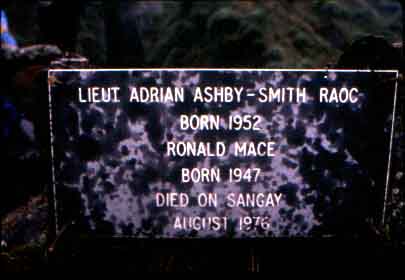 LIEUT ADRIAN ASHBY-SMITH RAOC
BORN 1952
RONALD MACE
BORN 1947
DIED ON SANGAY
AUGUST 1976